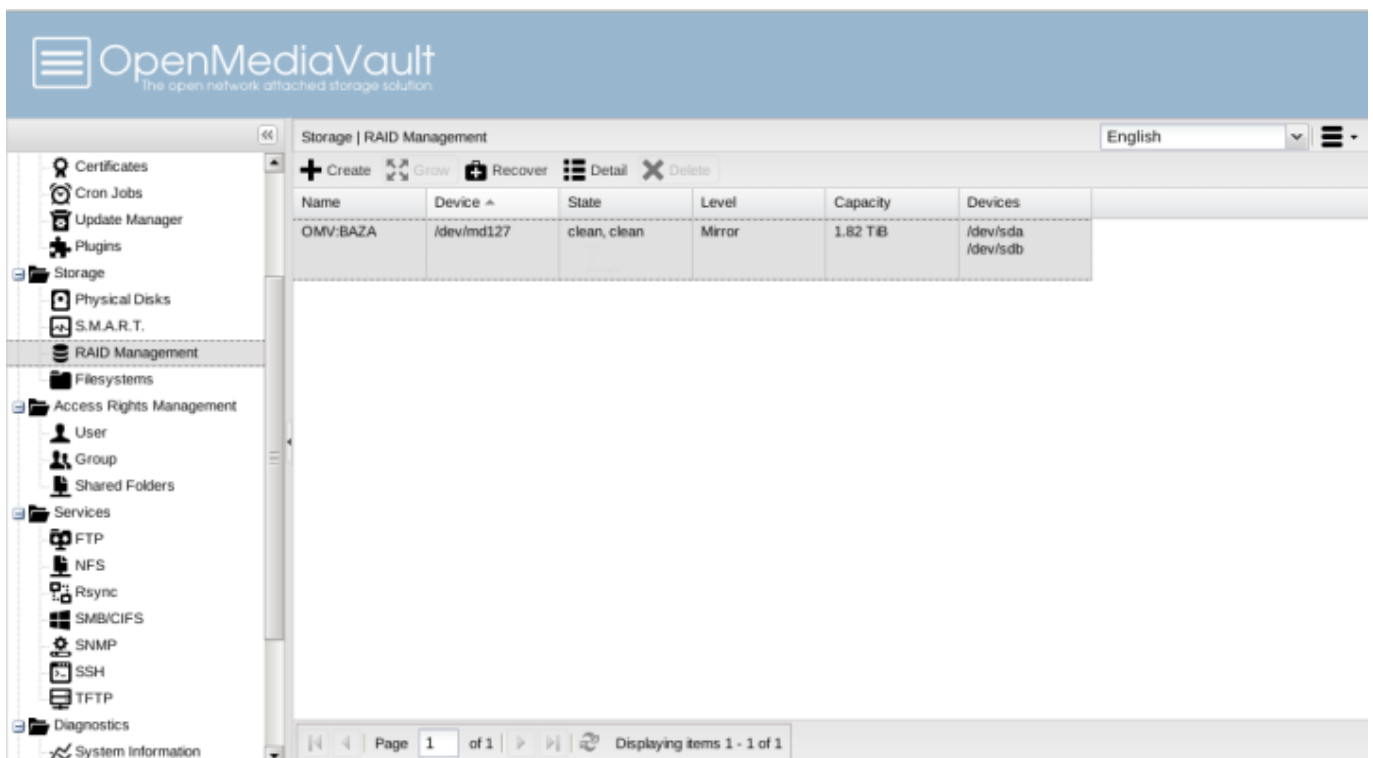 OpenMediaVault
The open network attached storage solution
Storage | RAID Management
English
Certificates
Cron Jobs
Update Manager
Plugins
Storage
Physical Disks
S.M.A.R.T.
RAID Management
Filesystems
Access Rights Management
User
Group
Shared Folders
Services
FTP
NFS
Rsync
SMB/CIFS
SNMP
SSH
TFTP
Diagnostics
System Information
Create Grow Recover Detail Delete
Name Device State Level Capacity Devices
OMV:BAZA /dev/md127 clean, clean Mirror 1.82 TiB /dev/sda
/dev/sdb
Page 1 of 1 Displaying items 1 - 1 of 1